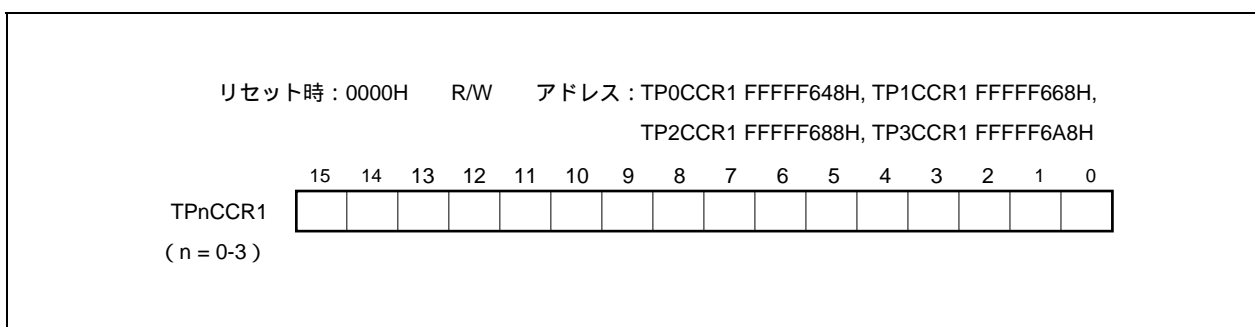 リセット時：0000H R/W アドレス：TP0CCR1 FFFFF648H, TP1CCR1 FFFFF668H,
TP2CCR1 FFFFF688H, TP3CCR1 FFFFF6A8H
15 14 13 12 11 10 9 8 7 6 5 4 3 2 1 0
TPnCCR1
（n = 0-3）